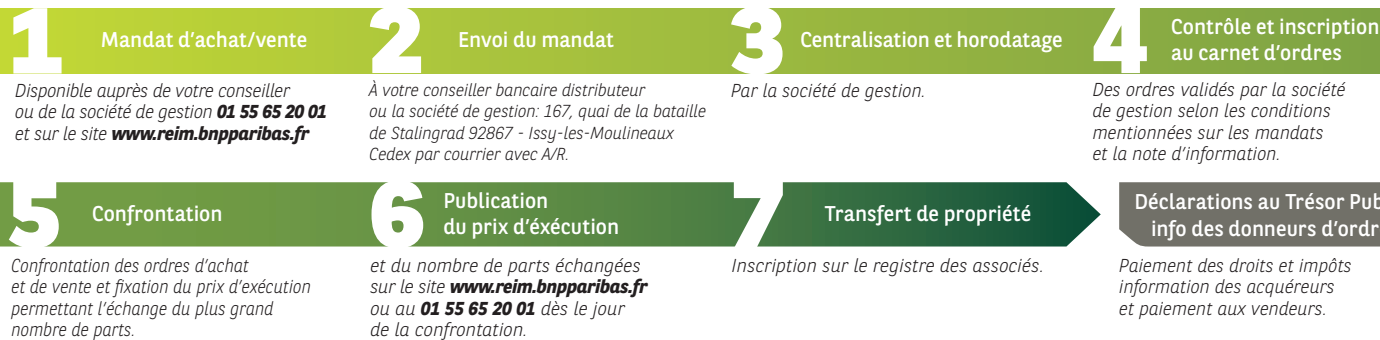 1 Mandat d'achat/vente
Disponible auprès de votre conseiller
ou de la société de gestion 01 55 65 20 01
et sur le site www.reim.bnpparibas.fr
2 Envoi du mandat
À votre conseiller bancaire distributeur
ou la société de gestion: 167, quai de la bataille
de Stalingrad 92867 - Issy-les-Moulineaux
Cedex par courrier avec A/R.
3 Centralisation et horodatage
Par la société de gestion.
4 Contrôle et inscription
au carnet d'ordres
Des ordres validés par la société
de gestion selon les conditions
mentionnées sur les mandats
et la note d'information.
5 Confrontation
Confrontation des ordres d'achat
et de vente et fixation du prix d'exécution
permettant l'échange du plus grand
nombre de parts.
6 Publication
du prix d'éxécution
et du nombre de parts échangées
sur le site www.reim.bnpparibas.fr
ou au 01 55 65 20 01 dès le jour
de la confrontation.
7 Transfert de propriété
Inscription sur le registre des associés.
Déclarations au Trésor Pub
info des donneurs d'ordr
Paiement des droits et impôts
information des acquéreurs
et paiement aux vendeurs.